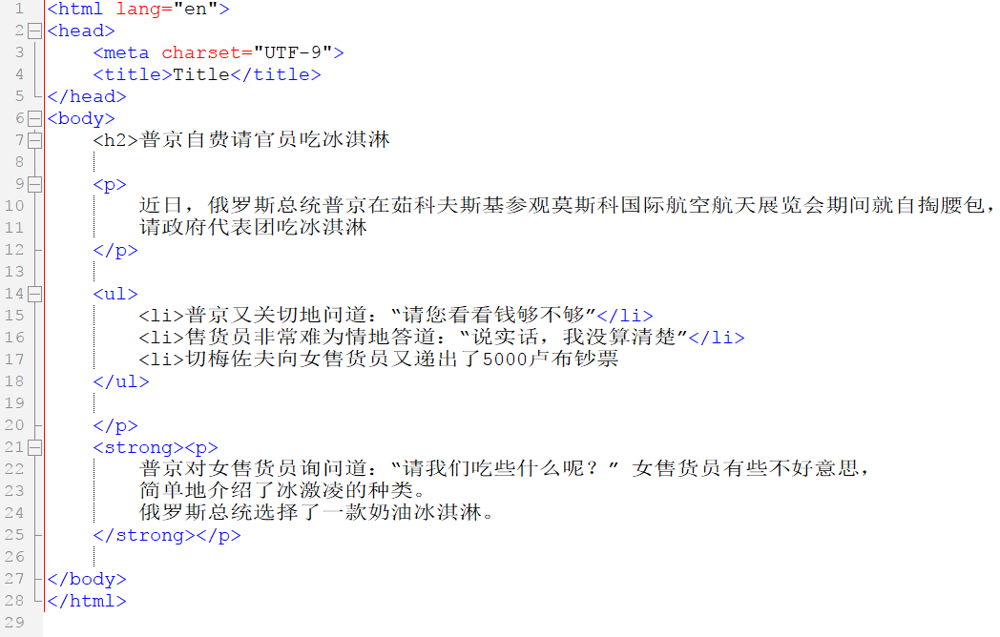 1 <html lang="en">
2 <head>
3     <meta charset="UTF-9">
4     <title>Title</title>
5 </head>
6 <body>
7     <h2>普京自费请官员吃冰淇淋
8
9     <p>
10         近日，俄罗斯总统普京在茹科夫斯基参观莫斯科国际航空航天展览会期间就自掏腰包，
11         请政府代表团吃冰淇淋
12     </p>
13
14     <ul>
15         <li>普京又关切地问道：“请您看看钱够不够”</li>
16         <li>售货员非常难为情地答道：“说实话，我没算清楚”</li>
17         <li>切梅佐夫向女售货员又递出了5000卢布钞票
18     </ul>
19
20     </p>
21     <strong><p>
22         普京对女售货员询问道：“请我们吃些什么呢？” 女售货员有些不好意思，
23         简单地介绍了冰激凌的种类。
24         俄罗斯总统选择了一款奶油冰淇淋。
25     </strong></p>
26
27 </body>
28 </html>
29